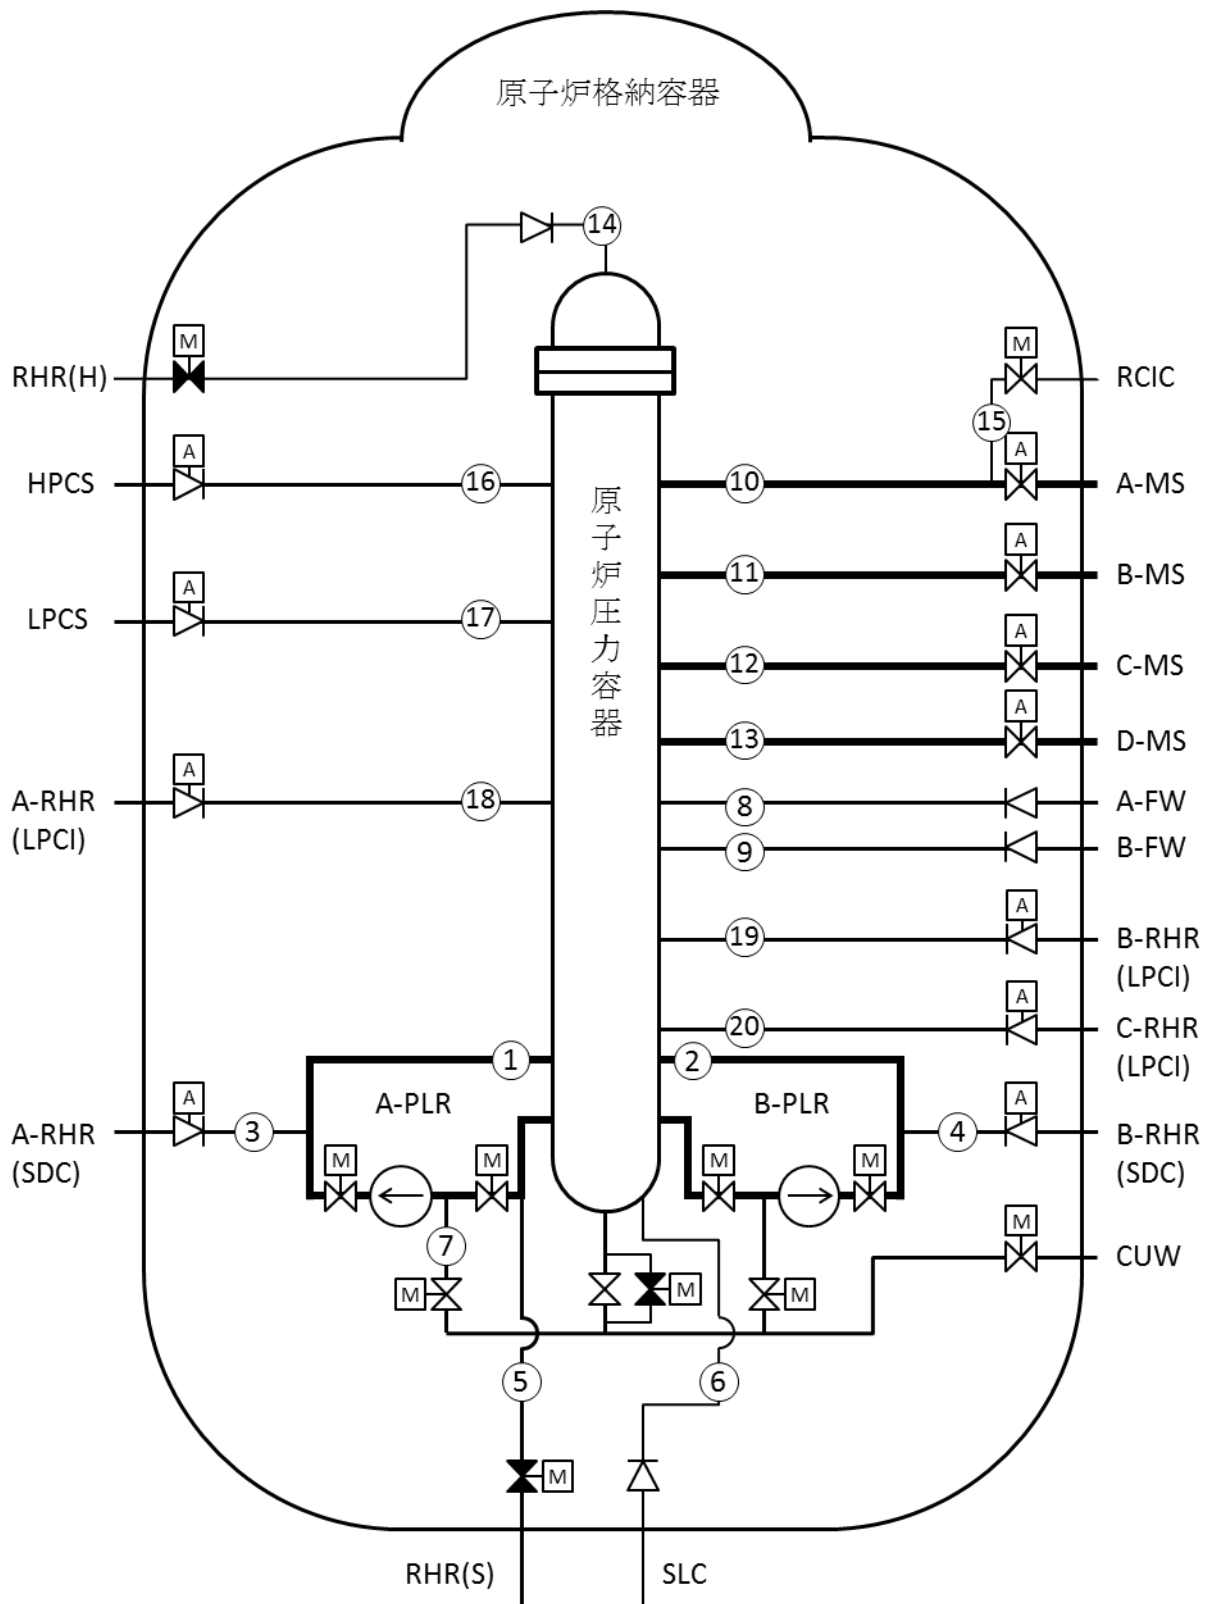 原子炉格納容器
14
M
M
RHR(H)
RCIC
15
A
A
HPCS
16
10
A-MS
原子炉圧力容器
A
11
B-MS
A
A
LPCS
17
12
C-MS
A
13
D-MS
A
A-RHR
(LPCI)
18
8
A-FW
9
B-FW
A
19
B-RHR
(LPCI)
A
20
C-RHR
(LPCI)
1
2
A-PLR
B-PLR
A
A
A-RHR
(SDC)
3
4
B-RHR
(SDC)
M
M
M
M
7
M
CUW
M
M
M
5
6
M
RHR(S)
SLC